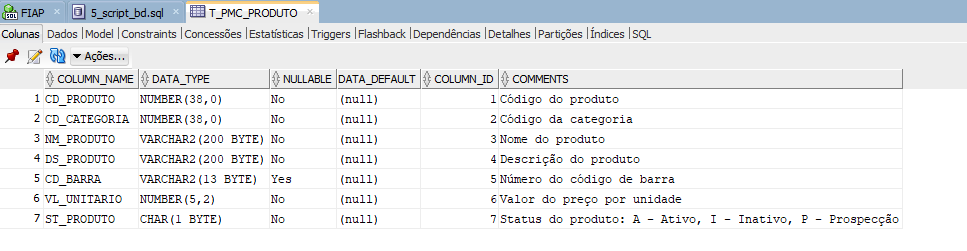 FIAP 5_script_bd.sql T_PMC_PRODUTO
Colunas Dados Model Constraints Concessões Estatísticas Triggers Flashback Dependências Detalhes Partições Índices SQL
Ações...
COLUMN_NAME DATA_TYPE NULLABLE DATA_DEFAULT COLUMN_ID COMMENTS
1 CD_PRODUTO NUMBER(38,0) No (null) 1 Código do produto
2 CD_CATEGORIA NUMBER(38,0) No (null) 2 Código da categoria
3 NM_PRODUTO VARCHAR2(200 BYTE) No (null) 3 Nome do produto
4 DS_PRODUTO VARCHAR2(200 BYTE) No (null) 4 Descrição do produto
5 CD_BARRA VARCHAR2(13 BYTE) Yes (null) 5 Número do código de barra
6 VL_UNITARIO NUMBER(5,2) No (null) 6 Valor do preço por unidade
7 ST_PRODUTO CHAR(1 BYTE) No (null) 7 Status do produto: A - Ativo, I - Inativo, P - Prospecção